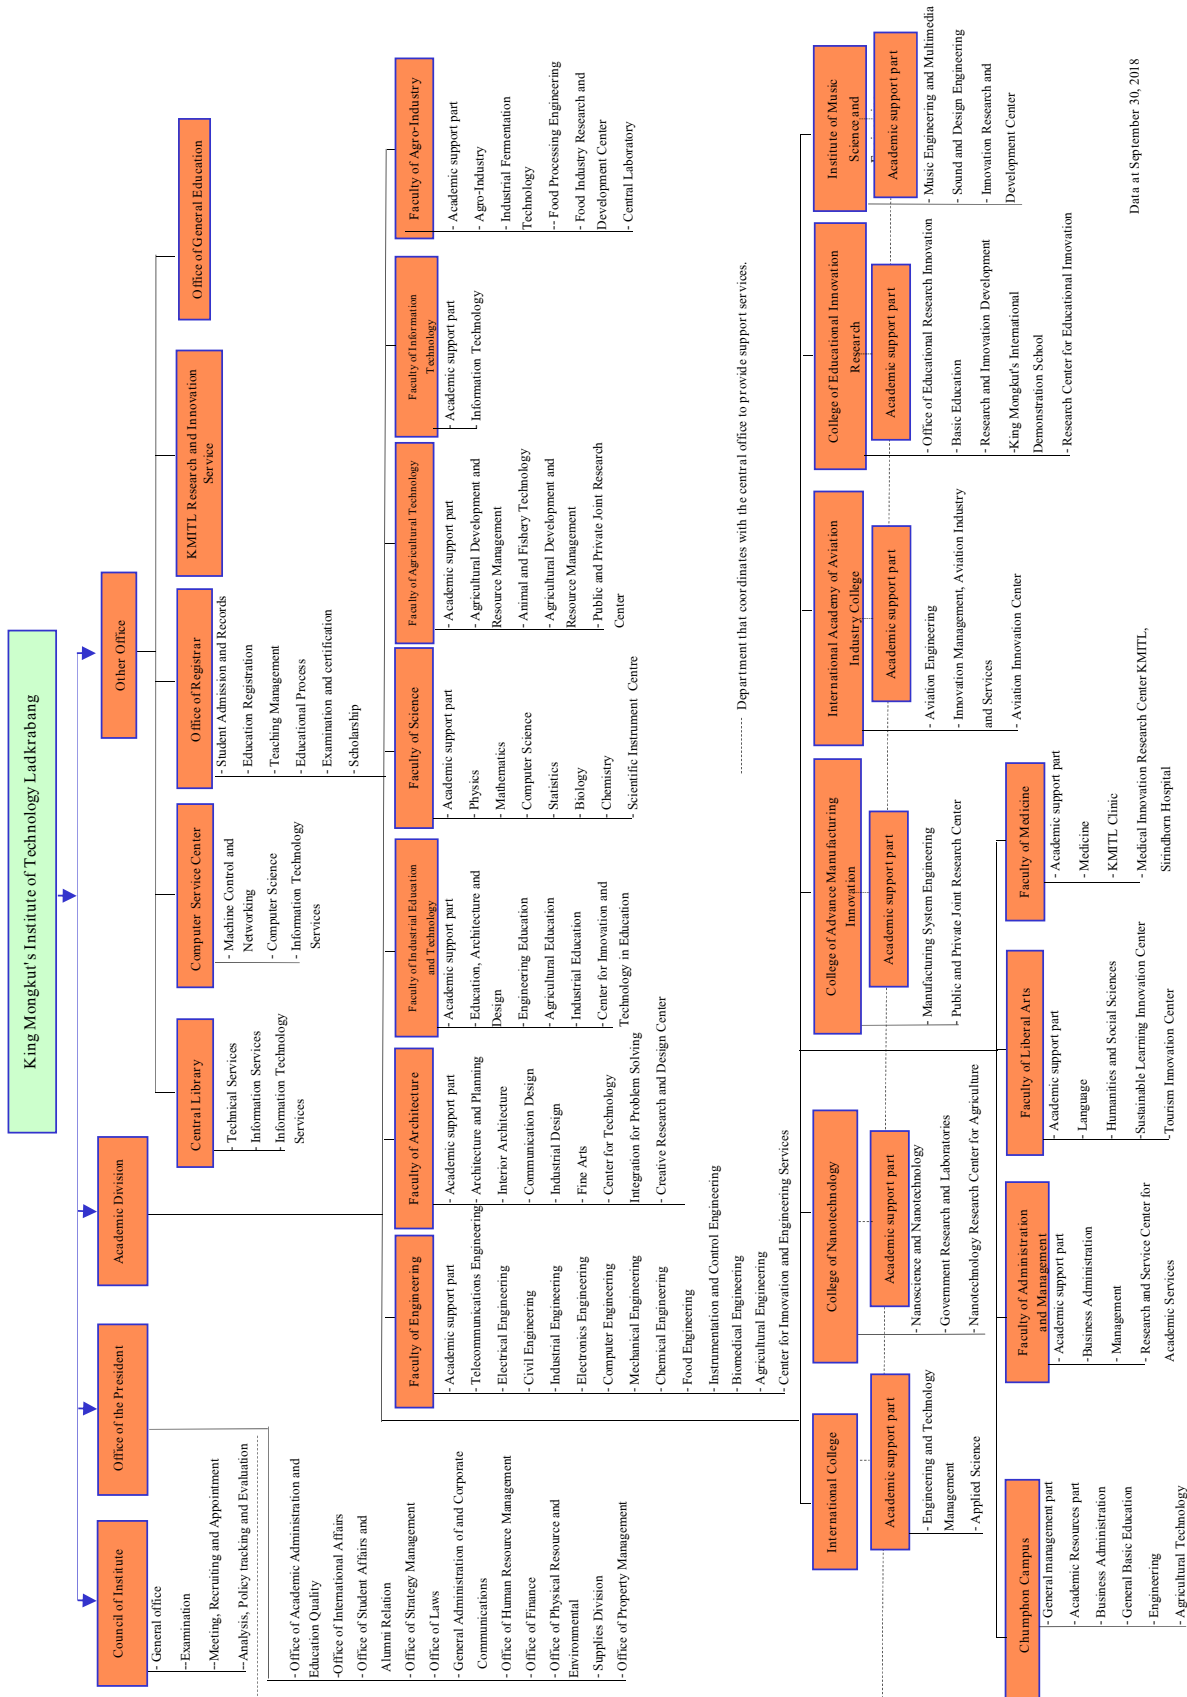 King Mongkut's Institute of Technology Ladkrabang
Council of Institute
- General office
--Examination
--Meeting, Recruiting and Appointment
--Analysis, Policy tracking and Evaluation
Office of the President
- Office of Academic Administration and
Education Quality
-Office of International Affairs
- Office of Student Affairs and
Alumni Relation
- Office of Strategy Management
- Office of Laws
- General Administration of and Corporate
Communications
- Office of Human Resource Management
- Office of Finance
- Office of Physical Resource and
Environmental
- Supplies Division
- Office of Property Management
Academic Division
Other Office
Central Library
- Technical Services
- Information Services
- Information Technology
Services
Computer Service Center
- Machine Control and
Networking
- Computer Science
- Information Technology
Services
Office of Registrar
- Student Admission and Records
- Education Registration
- Teaching Management
- Educational Process
- Examination and certification
- Scholarship
KMITL Research and Innovation
Service
Office of General Education
Faculty of Engineering
- Academic support part
- Telecommunications Engineering
- Electrical Engineering
- Civil Engineering
- Industrial Engineering
- Electronics Engineering
- Computer Engineering
- Mechanical Engineering
- Chemical Engineering
- Food Engineering
- Instrumentation and Control Engineering
- Biomedical Engineering
- Agricultural Engineering
- Center for Innovation and Engineering Services
Faculty of Architecture
- Academic support part
- Architecture and Planning
- Interior Architecture
- Communication Design
- Industrial Design
- Fine Arts
- Center for Technology
Integration for Problem Solving
- Creative Research and Design Center
Faculty of Industrial Education
and Technology
- Academic support part
- Education, Architecture and
Design
- Engineering Education
- Agricultural Education
- Industrial Education
- Center for Innovation and
Technology in Education
Faculty of Science
- Academic support part
- Physics
- Mathematics
- Computer Science
- Statistics
- Biology
- Chemistry
- Scientific Instrument Centre
Faculty of Agricultural Technology
- Academic support part
- Agricultural Development and
Resource Management
- Animal and Fishery Technology
- Agricultural Development and
Resource Management
- Public and Private Joint Research
Center
Faculty of Information
Technology
- Academic support part
- Information Technology
Faculty of Agro-Industry
- Academic support part
- Agro-Industry
- Industrial Fermentation
Technology
-- Food Processing Engineering
- Food Industry Research and
Development Center
- Central Laboratory
---------- Department that coordinates with the central office to provide support services.
International College
Academic support part
- Engineering and Technology
Management
- Applied Science
College of Nanotechnology
Academic support part
- Nanoscience and Nanotechnology
- Government Research and Laboratories
- Nanotechnology Research Center for Agriculture
College of Advance Manufacturing
Innovation
Academic support part
- Manufacturing System Engineering
- Public and Private Joint Research Center
International Academy of Aviation
Industry College
Academic support part
- Aviation Engineering
- Innovation Management, Aviation Industry
and Services
- Aviation Innovation Center
College of Educational Innovation
Research
Academic support part
- Office of Educational Research Innovation
- Basic Education
- Research and Innovation Development
-King Mongkut's International
Demonstration School
- Research Center for Educational Innovation
Institute of Music
Science and
Academic support part
- Music Engineering and Multimedia
- Sound and Design Engineering
- Innovation Research and
Development Center
Chumphon Campus
- General management part
- Academic Resources part
- Business Administration
- General Basic Education
- Engineering
- Agricultural Technology
Faculty of Administration
and Management
- Academic support part
-Business Administration
- Management
- Research and Service Center for
Academic Services
Faculty of Liberal Arts
- Academic support part
- Language
- Humanities and Social Sciences
-Sustainable Learning Innovation Center
-Tourism Innovation Center
Faculty of Medicine
- Academic support part
- Medicine
- KMITL Clinic
- Medical Innovation Research Center KMITL,
Sirindhorn Hospital
Data at September 30, 2018